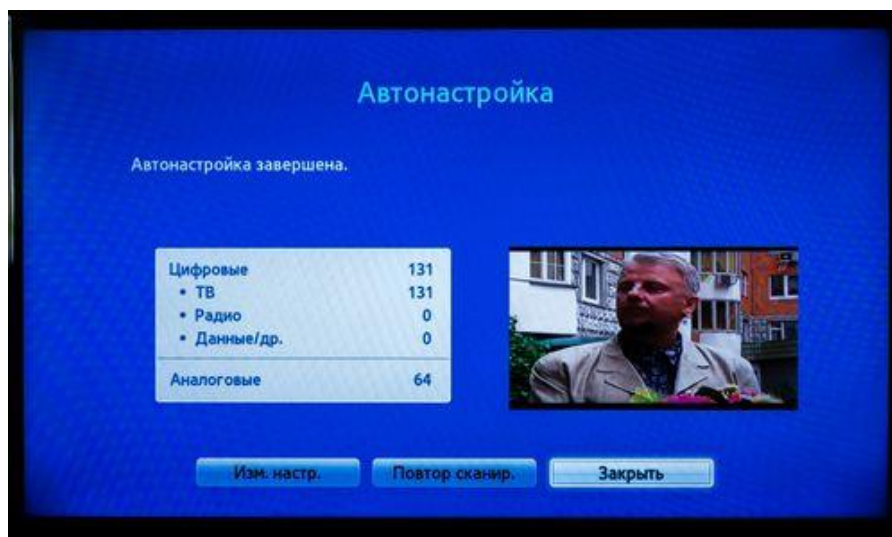 Автонастройка
Автонастройка завершена.
Цифровые 131
• ТВ 131
• Радио 0
• Данные/др. 0
Аналоговые 64
Изм. настр. Повтор сканир. Закрыть